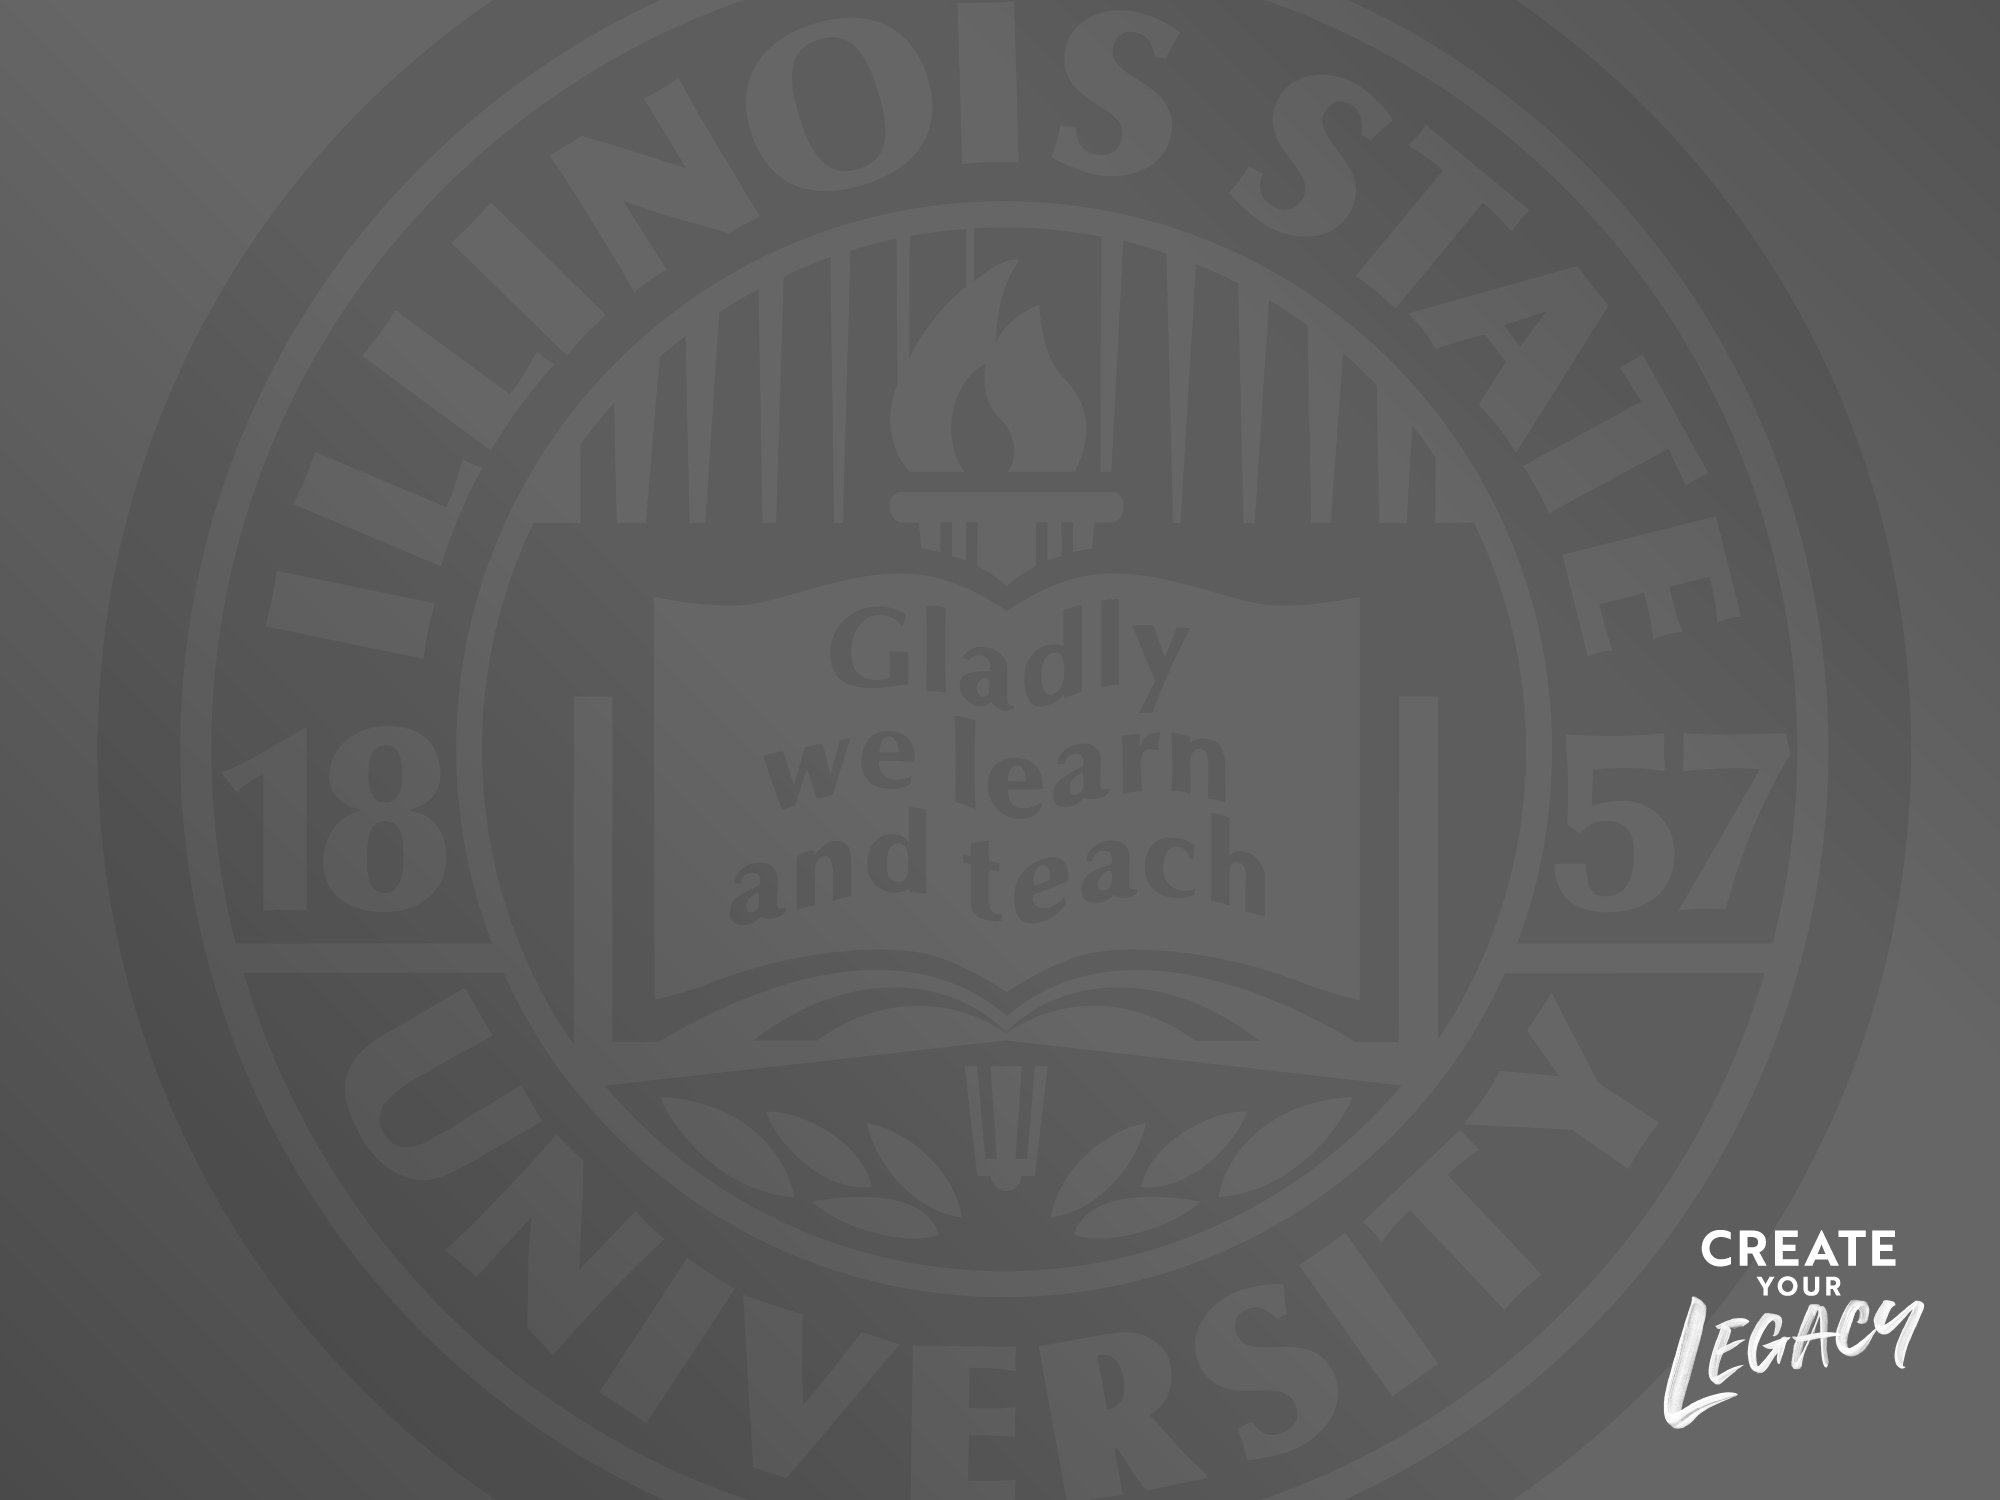 ILLINOIS STATE
18 57
Gladly
we learn
and teach
UNIVERSITY
CREATE
YOUR
LEGACY